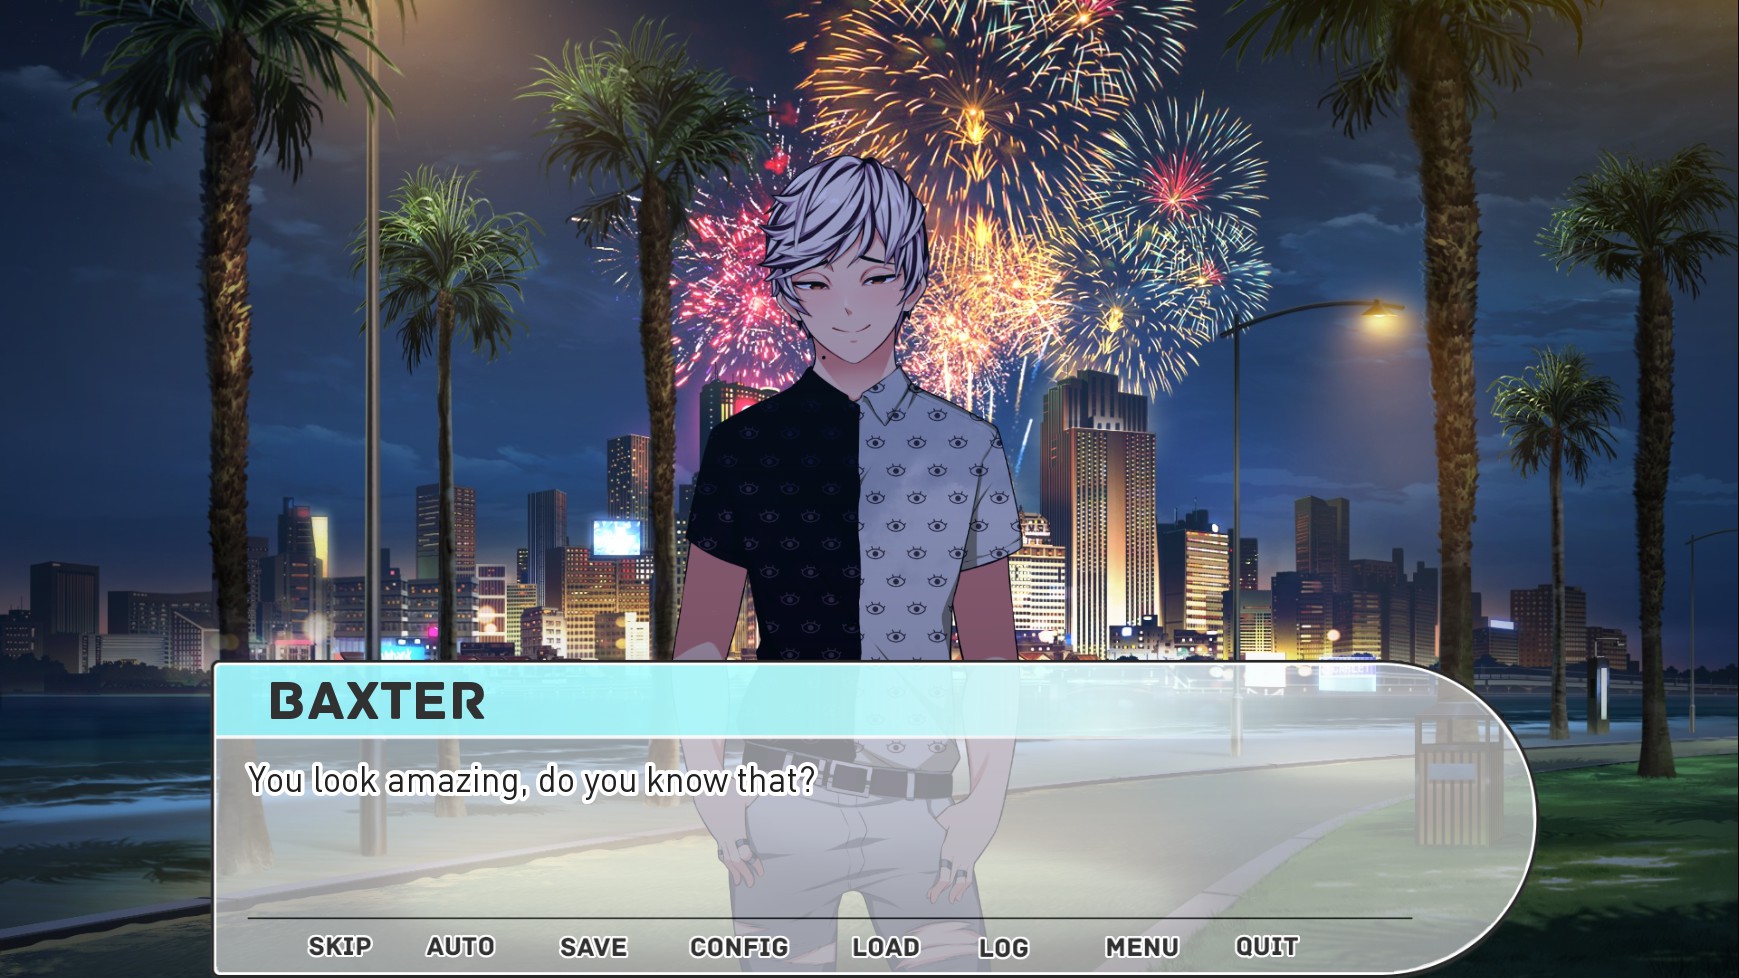 BAXTER
You look amazing, do you know that?
SKIP AUTO SAVE CONFIG LOAD LOG MENU QUIT